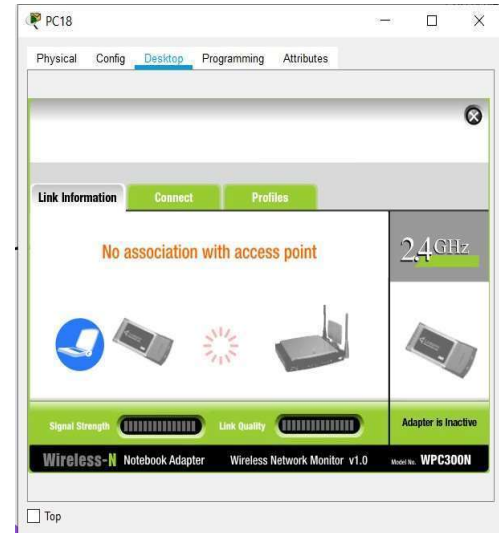 PC18
Physical Config Desktop Programming Attributes
Link Information Connect Profiles
No association with access point
2.4GHz
Signal Strength Link Quality Adapter is Inactive
Wireless-N Notebook Adapter Wireless Network Monitor v1.0 Model No. WPC300N
Top